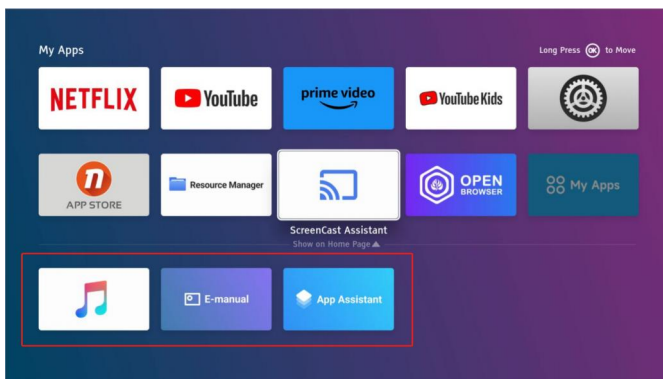 My Apps
Long Press OK to Move
NETFLIX
YouTube
prime video
YouTube Kids
n
APP STORE
Resource Manager
OPEN
BROWSER
My Apps
ScreenCast Assistant
Show on Home Page
E-manual
App Assistant